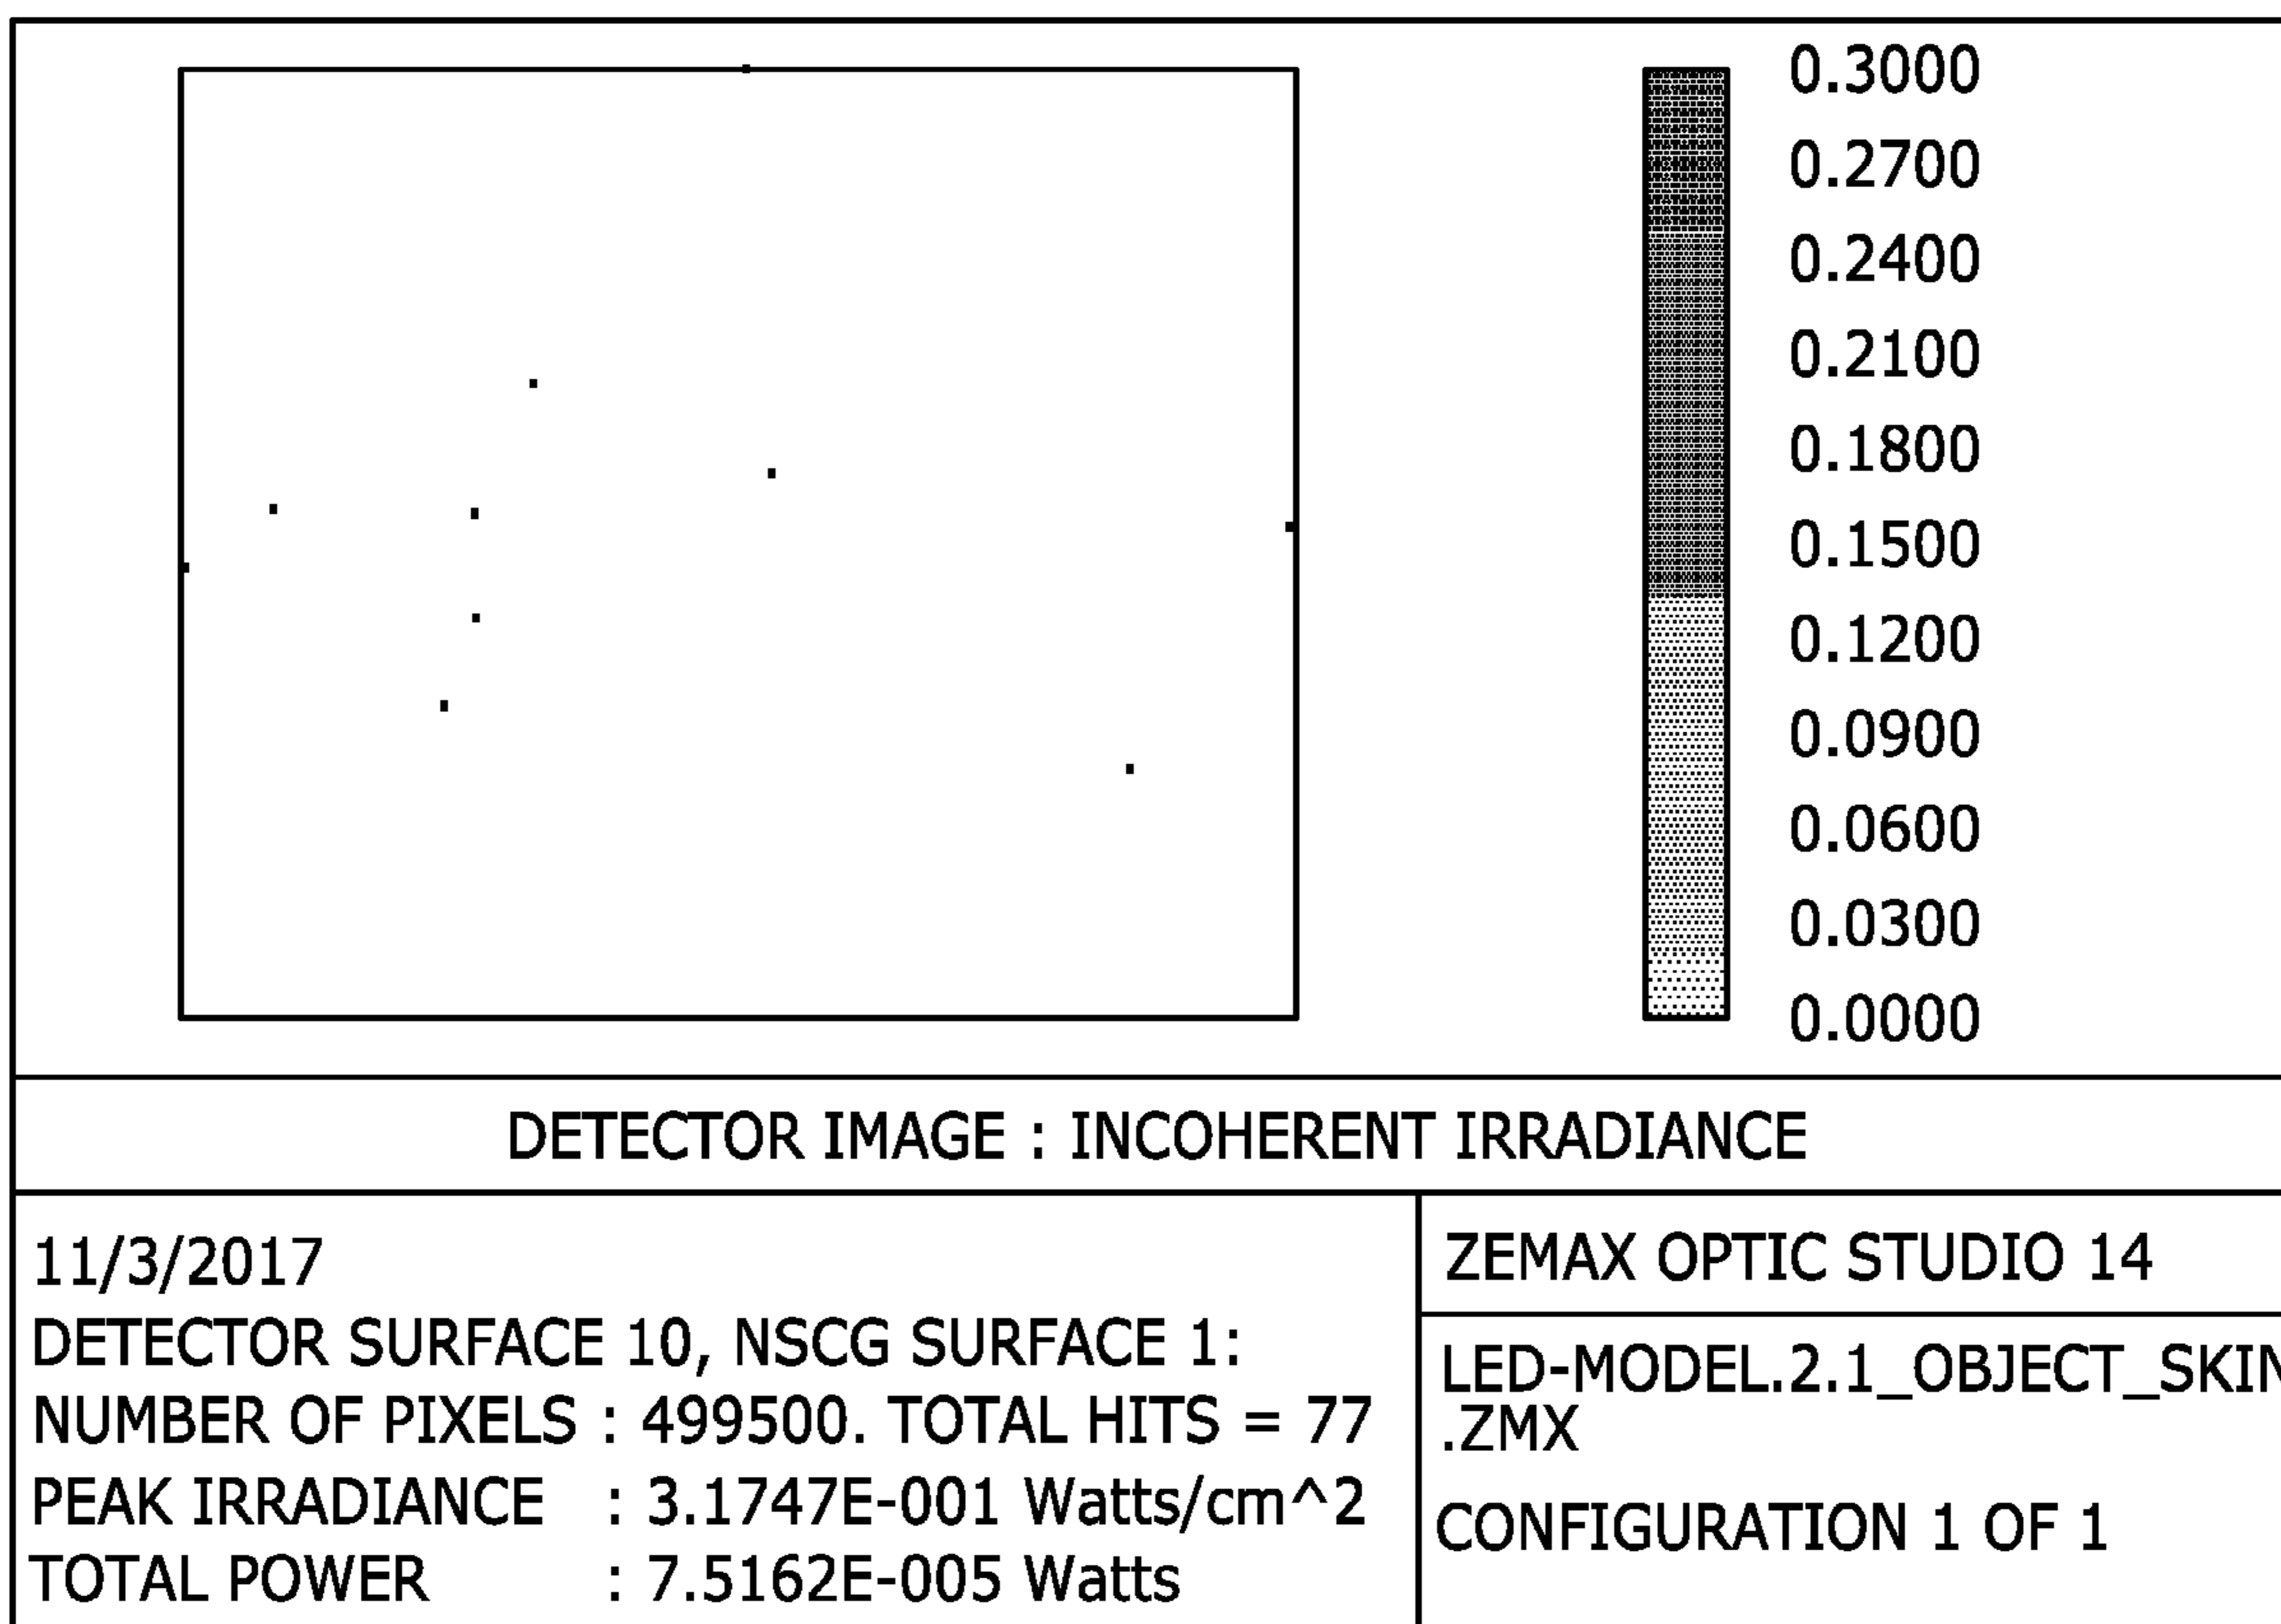 0.3000
0.2700
0.2400
0.2100
0.1800
0.1500
0.1200
0.0900
0.0600
0.0300
0.0000
DETECTOR IMAGE : INCOHERENT IRRADIANCE
11/3/2017
DETECTOR SURFACE 10, NSCG SURFACE 1:
NUMBER OF PIXELS : 499500. TOTAL HITS = 77
PEAK IRRADIANCE : 3.1747E-001 Watts/cm^2
TOTAL POWER : 7.5162E-005 Watts
ZEMAX OPTIC STUDIO 14
LED-MODEL.2.1_OBJECT_SKIN
.ZMX
CONFIGURATION 1 OF 1